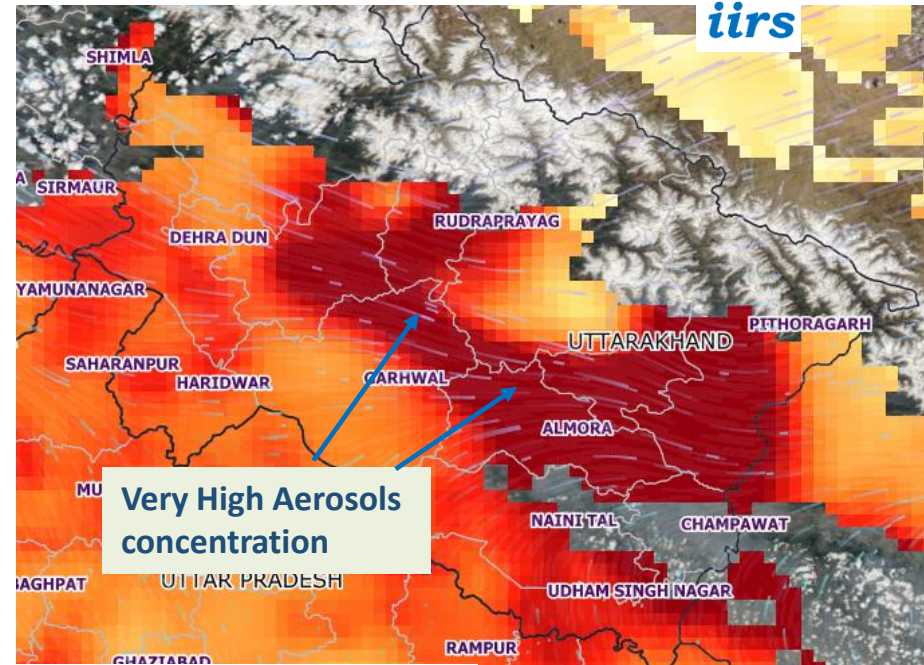 iirs
SHIMLA
A
SIRMAUR
RUDRAPRAYAG
DEHRA DUN
YAMUNANAGAR
PITHORAGARH
UTTARAKHAND
SAHARANPUR
HARIDWAR
GARHWAL
ALMORA
MU
Very High Aerosols
concentration
NAINI TAL
CHAMPAWAT
BAGHPAT
UTTAR PRADESH
UDHAM SINGH NAGAR
RAMPUR
GHAZIABAD